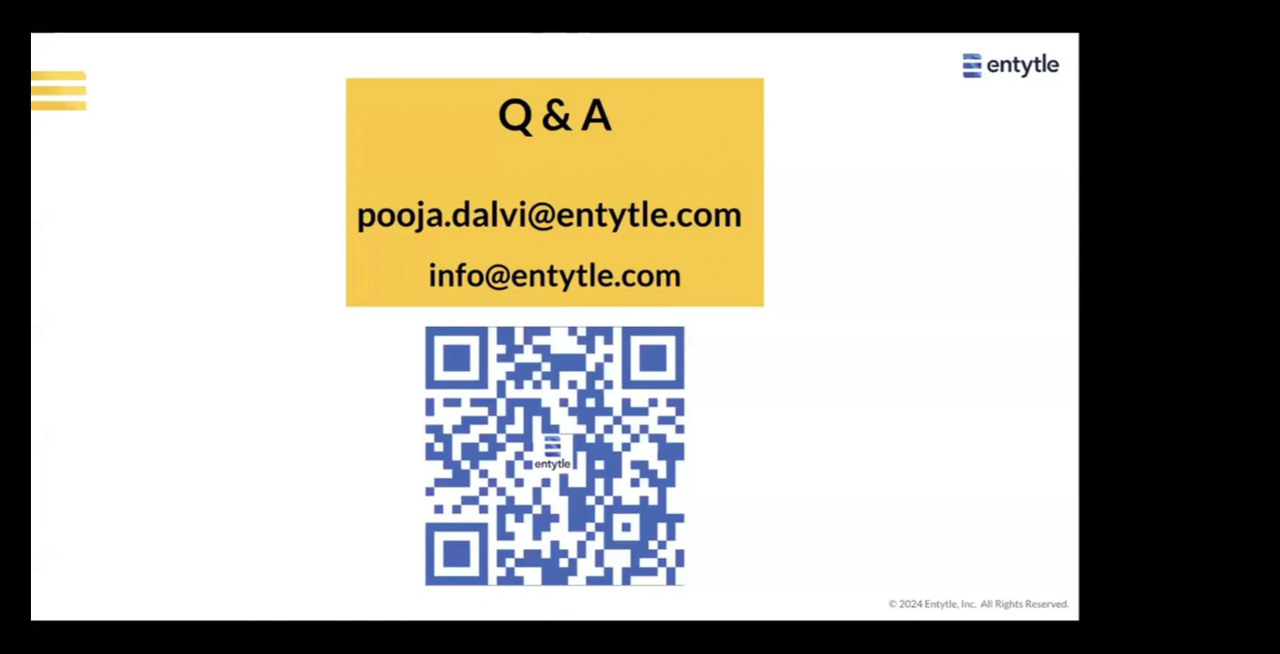 entytle
Q & A
pooja.dalvi@entytle.com
info@entytle.com
entytle
© 2024 Entytle, Inc. All Rights Reserved.